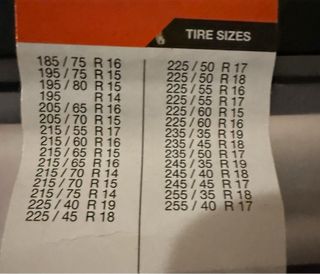 TIRE SIZES
185 / 75 R 16
195 / 75 R 15
195 / 80 R 15
195 R 14
205 / 65 R 16
205 / 70 R 15
215 / 55 R 17
215 / 60 R 16
215 / 65 R 15
215 / 65 R 16
215 / 70 R 14
215 / 70 R 15
215 / 75 R 14
225 / 40 R 19
225 / 45 R 18
225 / 50 R 17
225 / 50 R 18
225 / 55 R 16
225 / 55 R 17
225 / 60 R 15
225 / 60 R 16
235 / 35 R 19
235 / 45 R 18
235 / 50 R 17
245 / 35 R 19
245 / 40 R 18
245 / 45 R 17
255 / 35 R 18
255 / 40 R 17